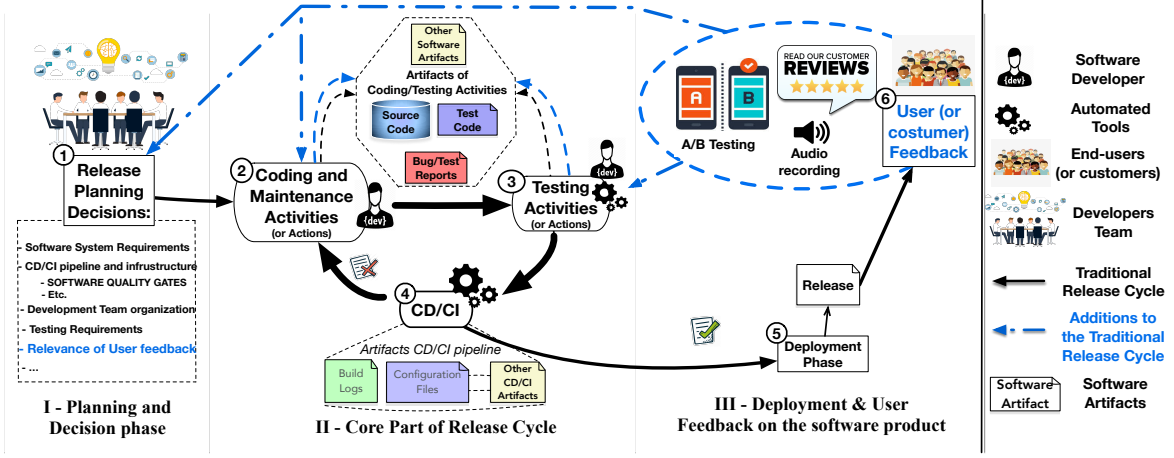 1
Release
Planning
Decisions:
- Software System Requirements
- CD/CI pipeline and infrustructure
- SOFTWARE QUALITY GATES
- Etc.
- Development Team organization
- Testing Requirements
- Relevance of User feedback
- ...
I - Planning and
Decision phase
Other
Software
Artifacts
Artifacts of
Coding/Testing Activities
Source
Code
Test
Code
Bug/Test
Reports
2
Coding and
Maintenance
Activities
(or Actions)
{dev}
3
Testing
Activities
(or Actions)
{dev}
4
CD/CI
Artifacts CD/CI pipeline
Build
Logs
Configuration
Files
Other
CD/CI
Artifacts
II - Core Part of Release Cycle
A
B
A/B Testing
READ OUR CUSTOMER
REVIEWS
Audio
recording
6
User (or
costumer)
Feedback
Release
5
Deployment
Phase
III - Deployment & User
Feedback on the software product
{dev}
Software
Developer
Automated
Tools
End-users
(or customers)
Developers
Team
Traditional
Release Cycle
Additions to
the Traditional
Release Cycle
Software
Artifact
Software
Artifacts